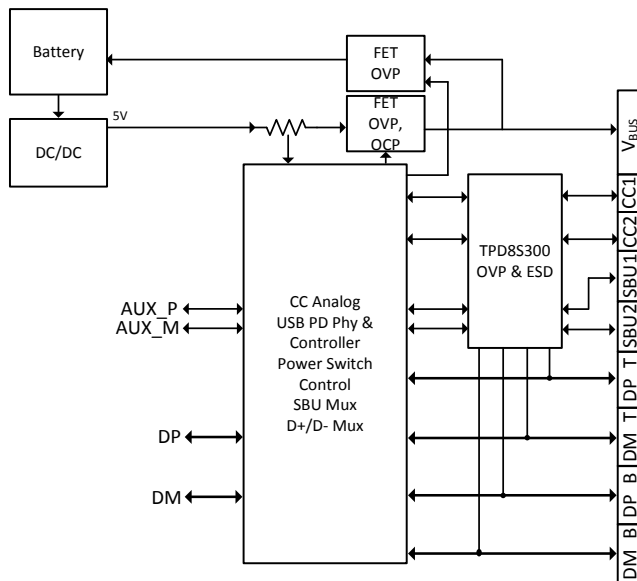 Battery
DC/DC
5V
FET
OVP
FET
OVP,
OCP
TPD8S300
OVP & ESD
CC Analog
USB PD Phy &
Controller
Power Switch
Control
SBU Mux
D+/D- Mux
AUX_P
AUX_M
DP
DM
VBUS
CC1
CC2
SBU1
SBU2
DP T
DM T
DP B
DM B